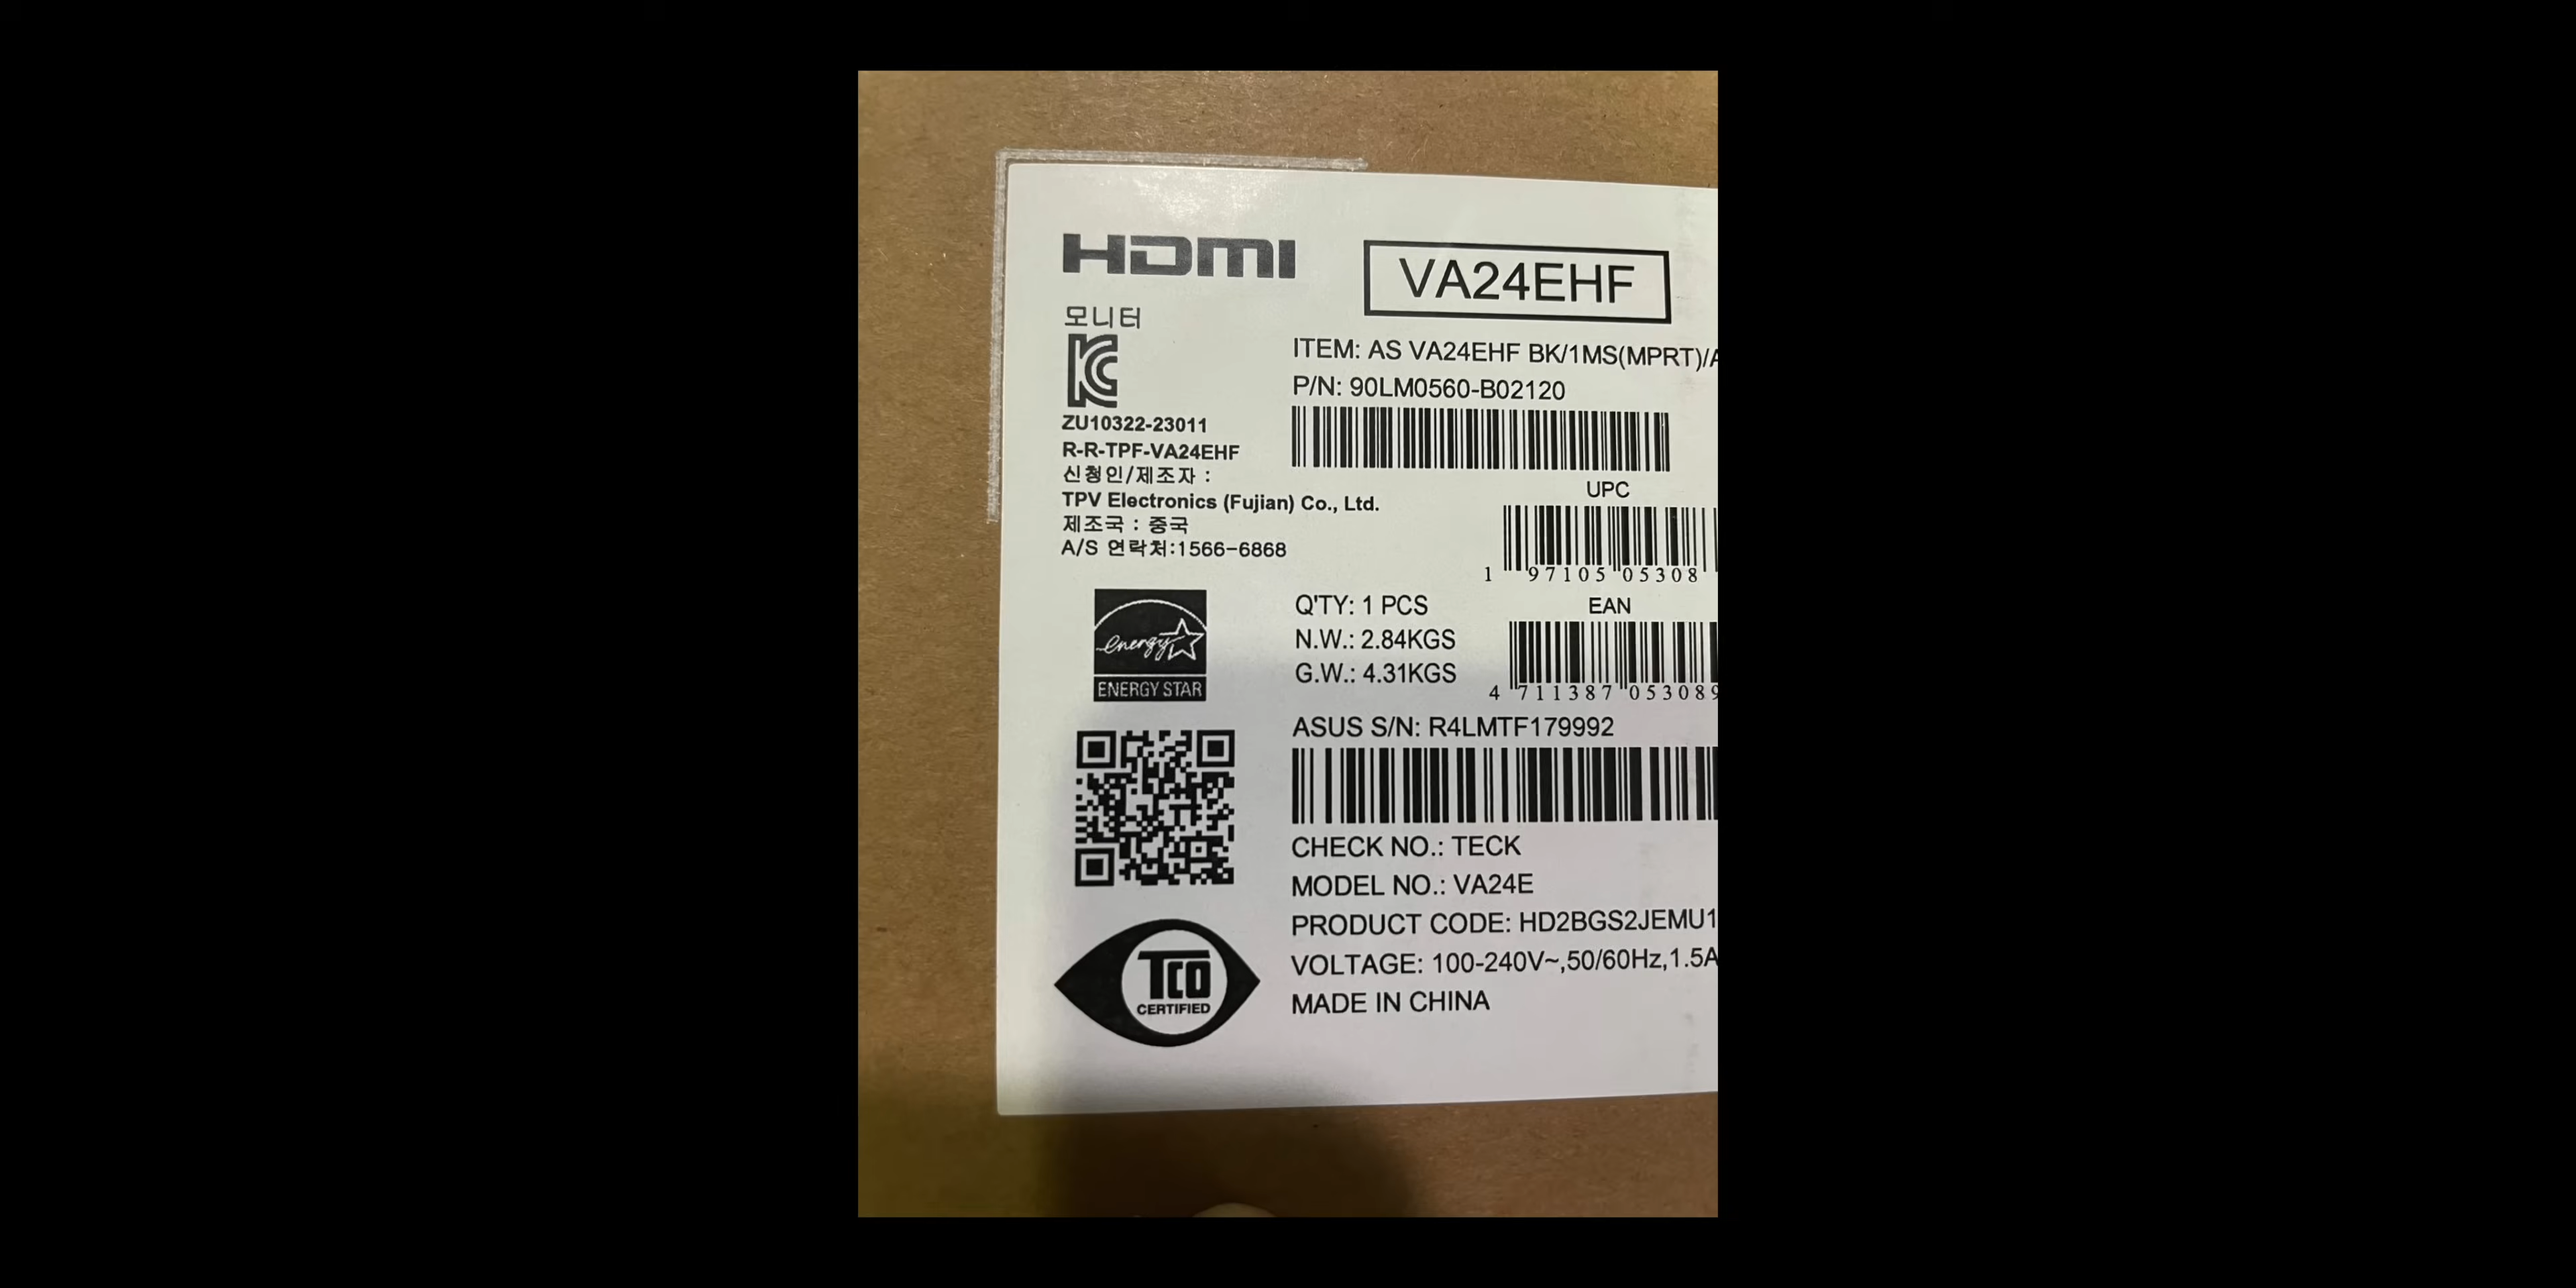 HDMI
VA24EHF
모니터
ZU10322-23011
R-R-TPF-VA24EHF
신청인/제조자 :
TPV Electronics (Fujian) Co., Ltd.
제조국 : 중국
A/S 연락처:1566-6868
ITEM: AS VA24EHF BK/1MS(MPRT)/A
P/N: 90LM0560-B02120
UPC
1 97105 05308
energy
ENERGY STAR
Q'TY: 1 PCS
N.W.: 2.84KGS
G.W.: 4.31KGS
EAN
4 711387 053089
ASUS S/N: R4LMTF179992
CHECK NO.: TECK
MODEL NO.: VA24E
PRODUCT CODE: HD2BGS2JEMU1
VOLTAGE: 100-240V~,50/60Hz,1.5A
MADE IN CHINA
TCO
CERTIFIED